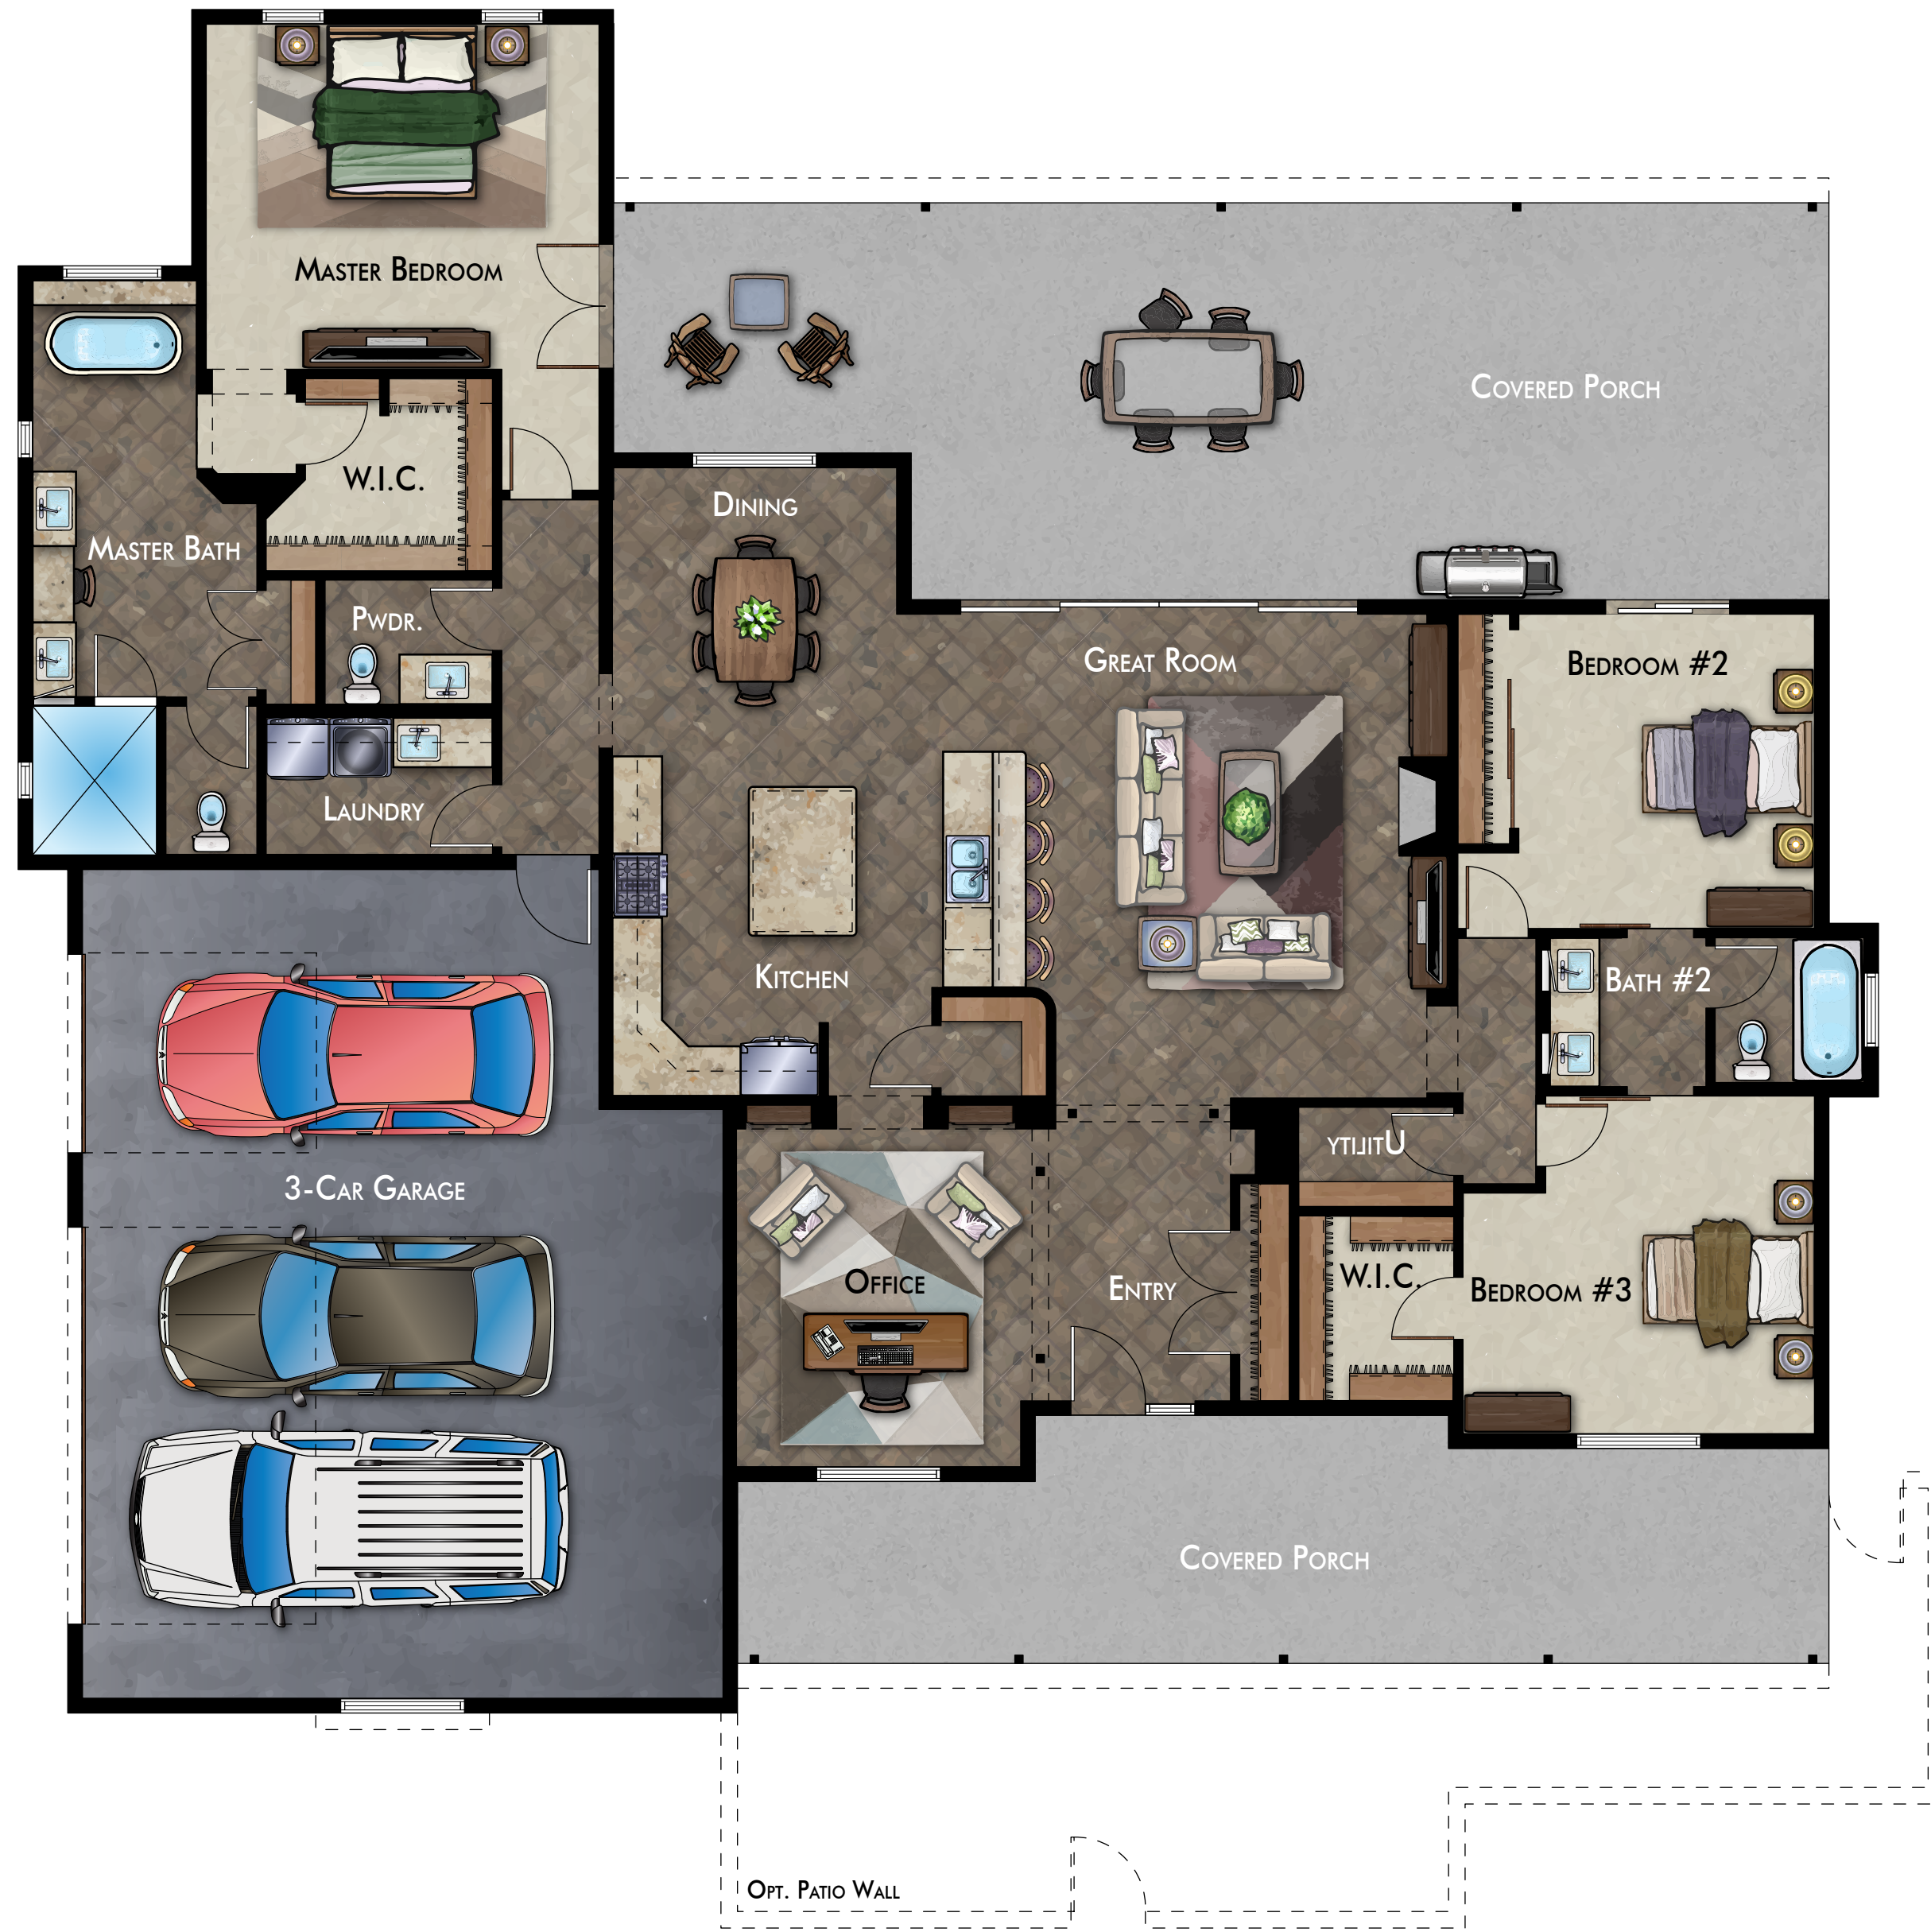 Master Bedroom
Covered Porch
W.I.C.
Dining
Master Bath
Pwdr.
Great Room
Bedroom #2
Laundry
Kitchen
Bath #2
Utility
3-Car Garage
Office
Entry
W.I.C.
Bedroom #3
Covered Porch
Opt. Patio Wall